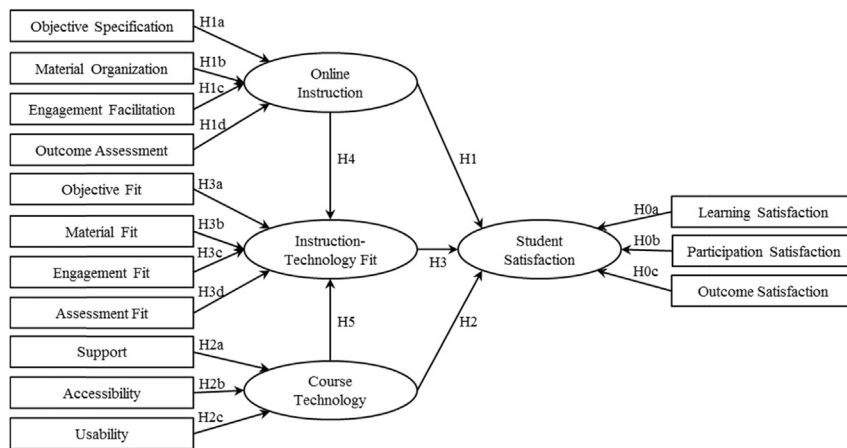 Objective Specification
H1a
Material Organization
H1b
Engagement Facilitation
H1c
Outcome Assessment
H1d
Online
Instruction
H4
H1
Objective Fit
H3a
Material Fit
H3b
Engagement Fit
H3c
Assessment Fit
H3d
Instruction-
Technology Fit
H3
Student
Satisfaction
H0a
Learning Satisfaction
H0b
Participation Satisfaction
H0c
Outcome Satisfaction
H5
H2
Support
H2a
Accessibility
H2b
Usability
H2c
Course
Technology